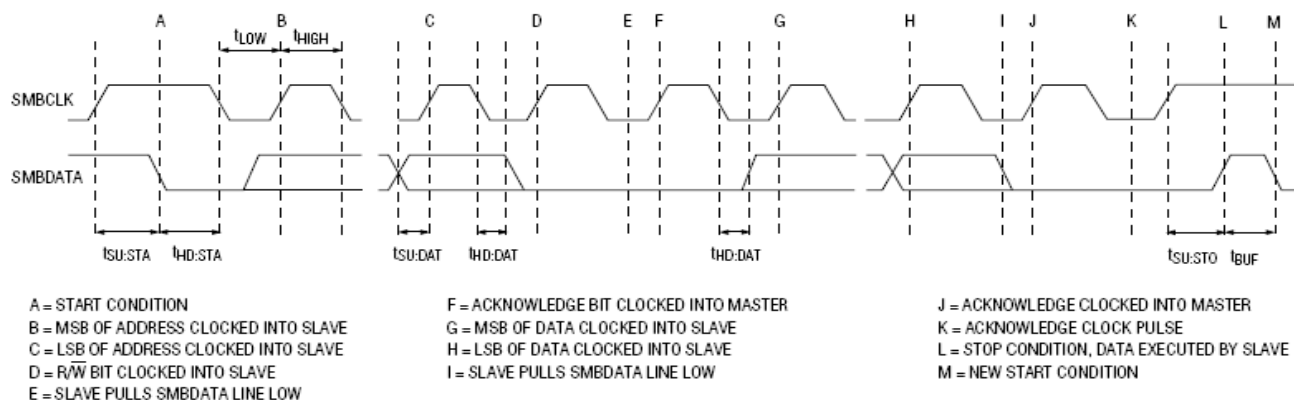 A B C D E F G H I J K L M
tLOW tHIGH
SMBCLK
SMBDATA
tSU:STA tHD:STA tSU:DAT tHD:DAT tHD:DAT tSU:STO tBUF
A = START CONDITION
B = MSB OF ADDRESS CLOCKED INTO SLAVE
C = LSB OF ADDRESS CLOCKED INTO SLAVE
D = R/W̅ BIT CLOCKED INTO SLAVE
E = SLAVE PULLS SMBDATA LINE LOW
F = ACKNOWLEDGE BIT CLOCKED INTO MASTER
G = MSB OF DATA CLOCKED INTO SLAVE
H = LSB OF DATA CLOCKED INTO SLAVE
I = SLAVE PULLS SMBDATA LINE LOW
J = ACKNOWLEDGE CLOCKED INTO MASTER
K = ACKNOWLEDGE CLOCK PULSE
L = STOP CONDITION, DATA EXECUTED BY SLAVE
M = NEW START CONDITION